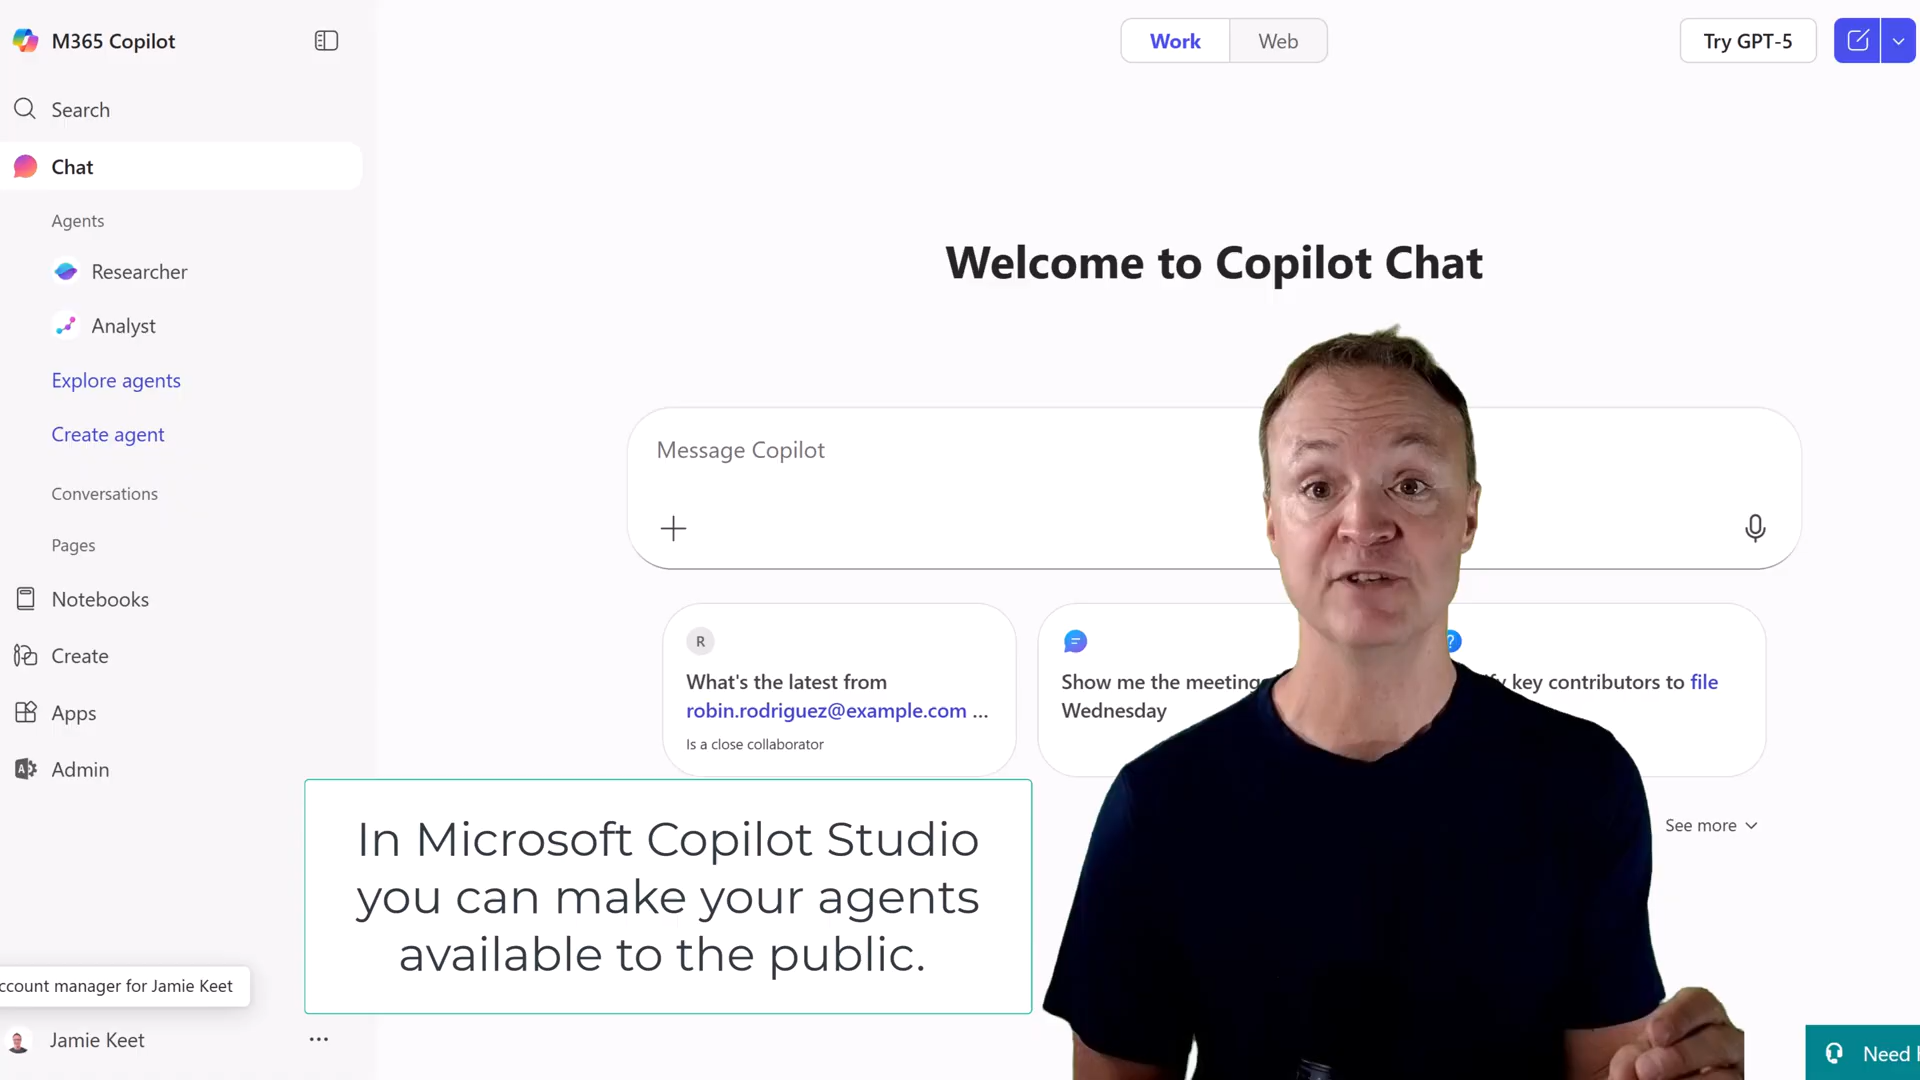 M365 Copilot
Work
Web
Try GPT-5
Search
Chat
Agents
Researcher
Analyst
Explore agents
Create agent
Conversations
Pages
Notebooks
Create
Apps
Admin
Welcome to Copilot Chat
Message Copilot
R
What's the latest from
robin.rodriguez@example.com ...
Is a close collaborator
Show me the meeting
Wednesday
?
key contributors to file
See more
In Microsoft Copilot Studio
you can make your agents
available to the public.
ccount manager for Jamie Keet
Jamie Keet
Need